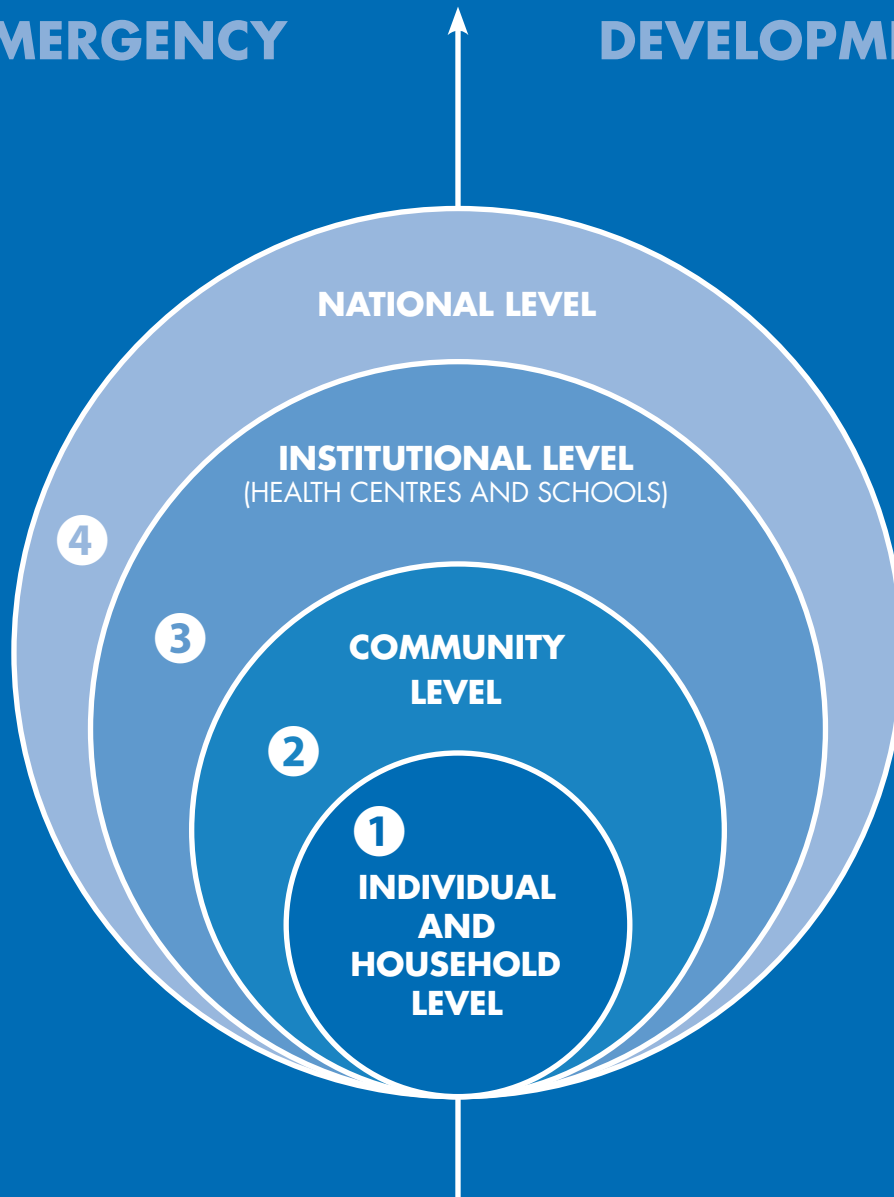 MERGENCY
DEVELOPM
NATIONAL LEVEL
INSTITUTIONAL LEVEL
(HEALTH CENTRES AND SCHOOLS)
4
3
COMMUNITY
LEVEL
2
1
INDIVIDUAL
AND
HOUSEHOLD
LEVEL